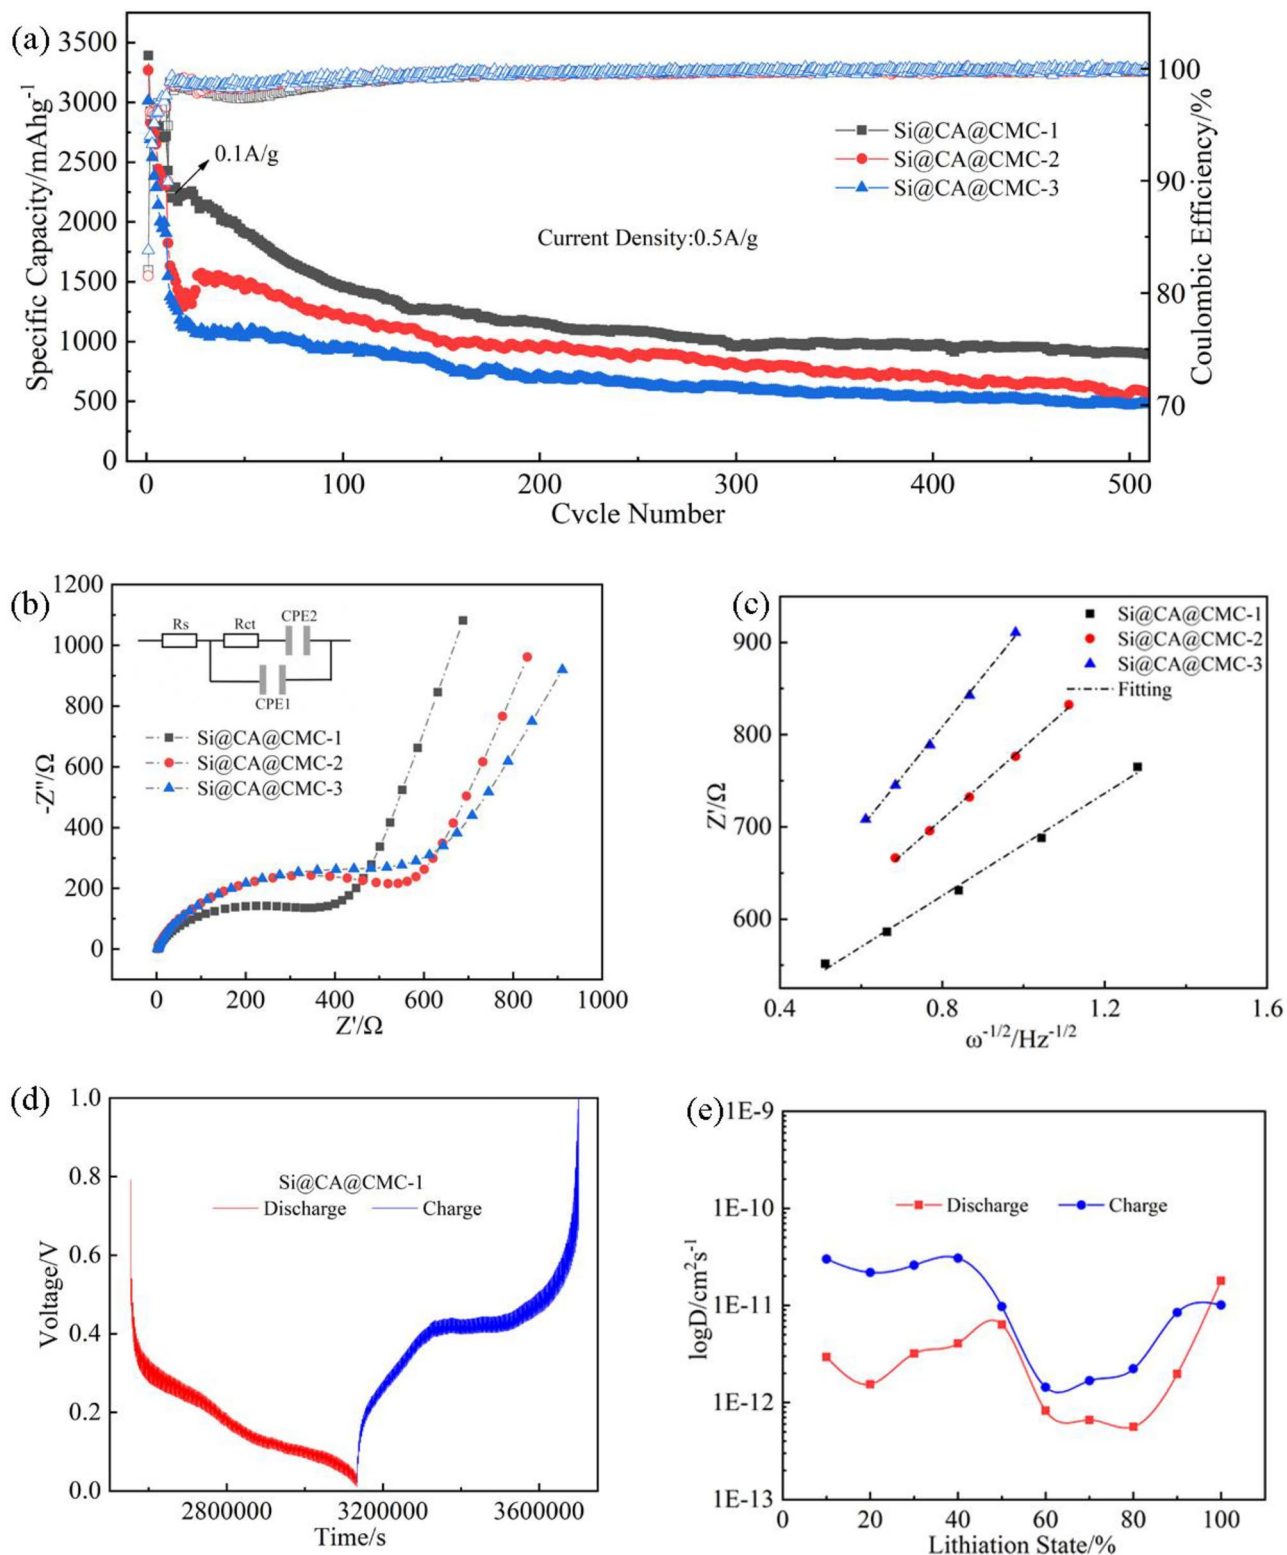 (a)
3500
3000
2500
2000
1500
1000
500
0
Specific Capacity/mAhg⁻¹
0.1A/g
Si@CA@CMC-1
Si@CA@CMC-2
Si@CA@CMC-3
Current Density:0.5A/g
100
90
80
70
Coulombic Efficiency/%
0 100 200 300 400 500
Cycle Number
(b)
1200
1000
800
600
400
200
0
-Z''/Ω
Rs Rct CPE2
CPE1
Si@CA@CMC-1
Si@CA@CMC-2
Si@CA@CMC-3
0 200 400 600 800 1000
Z'/Ω
(c)
900
800
700
600
Z'/Ω
Si@CA@CMC-1
Si@CA@CMC-2
Si@CA@CMC-3
Fitting
0.4 0.8 1.2 1.6
ω⁻¹/²/Hz⁻¹/²
(d)
1.0
0.8
0.6
0.4
0.2
0.0
Voltage/V
Si@CA@CMC-1
Discharge Charge
2800000 3200000 3600000
Time/s
(e)
1E-9
1E-10
1E-11
1E-12
1E-13
logD/cm²s⁻¹
Discharge Charge
0 20 40 60 80 100
Lithiation State/%